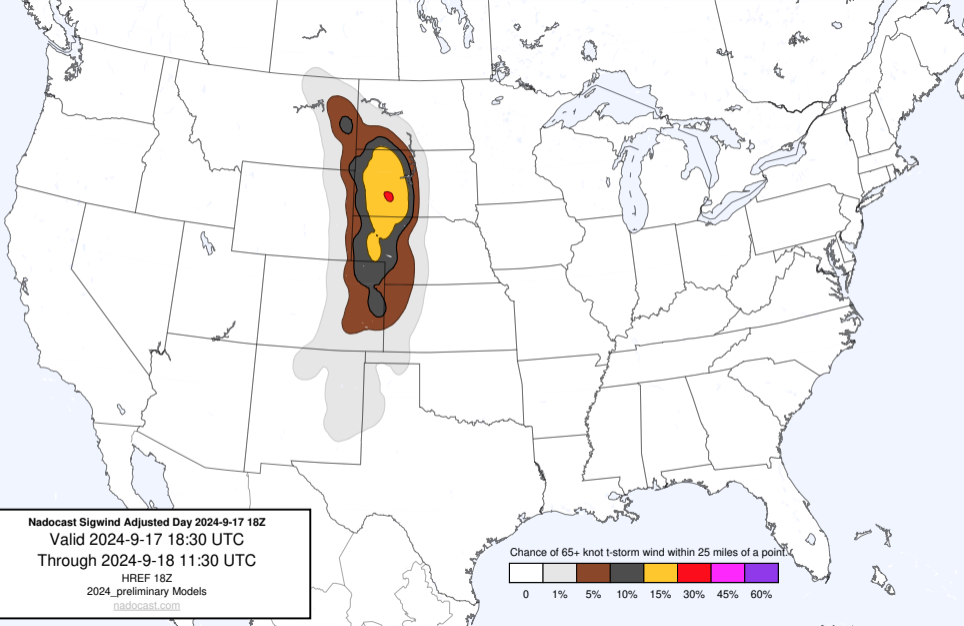 Nadocast Sigwind Adjusted Day 2024-9-17 18Z
Valid 2024-9-17 18:30 UTC
Through 2024-9-18 11:30 UTC
HREF 18Z
2024_preliminary Models
nadocast.com
Chance of 65+ knot t-storm wind within 25 miles of a point.
0 1% 5% 10% 15% 30% 45% 60%